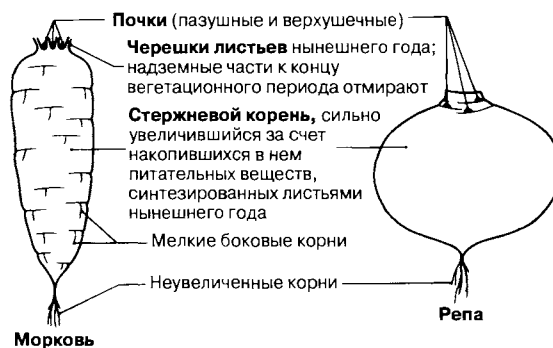 Почки (пазушные и верхушечные)
Черешки листьев нынешнего года;
надземные части к концу
вегетационного периода отмирают
Стержневой корень, сильно
увеличившийся за счет
накопившихся в нем
питательных веществ,
синтезированных листьями
нынешнего года
Мелкие боковые корни
Неувеличенные корни
Морковь
Репа